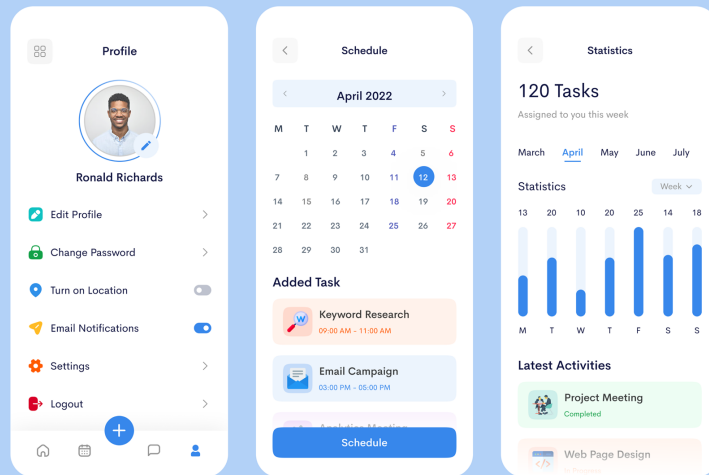 Profile
Ronald Richards
Edit Profile
Change Password
Turn on Location
Email Notifications
Settings
Logout
Schedule
April 2022
M T W T F S S
1 2 3 4 5 6
7 8 9 10 11 12 13
14 15 16 17 18 19 20
21 22 23 24 25 26 27
28 29 30 31
Added Task
Keyword Research
09:00 AM - 11:00 AM
Email Campaign
03:00 PM - 05:00 PM
Analytics Meeting
Schedule
Statistics
120 Tasks
Assigned to you this week
March April May June July
Statistics
Week
13 20 10 20 25 14 18
M T W T F S S
Latest Activities
Project Meeting
Completed
Web Page Design